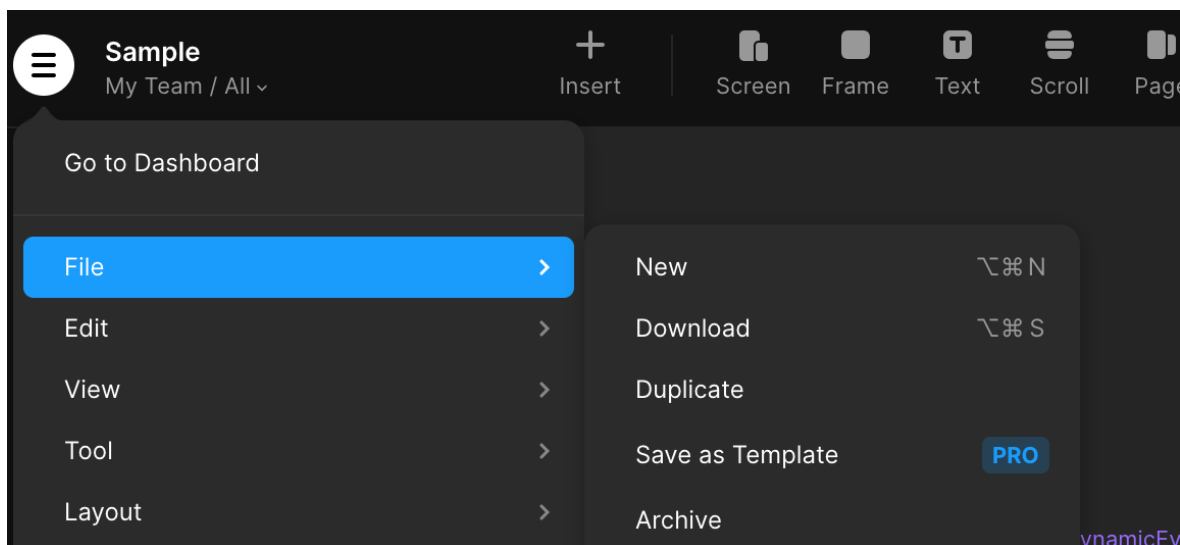 Sample
My Team / All
Insert
Screen
Frame
Text
Scroll
Go to Dashboard
File
Edit
View
Tool
Layout
New ⌥⌘N
Download ⌥⌘S
Duplicate
Save as Template PRO
Archive